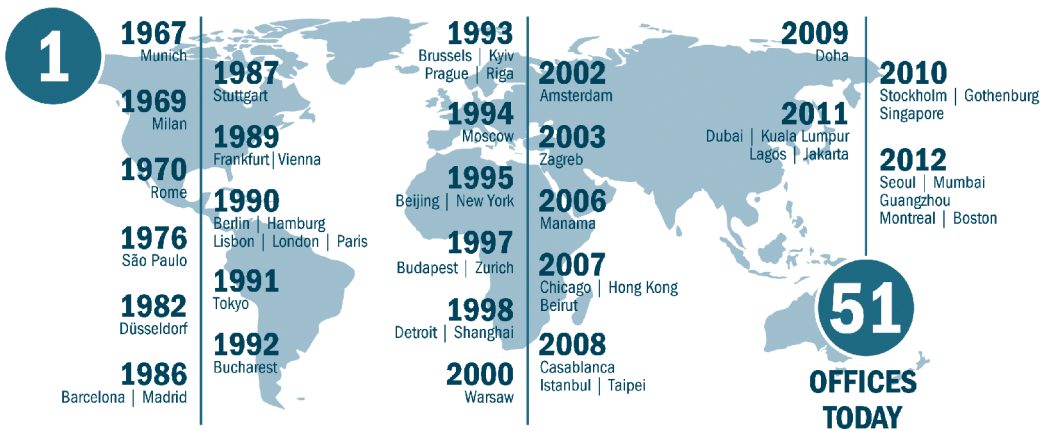 1
1967
Munich
1969
Milan
1970
Rome
1976
São Paulo
1982
Düsseldorf
1986
Barcelona | Madrid
1987
Stuttgart
1989
Frankfurt | Vienna
1990
Berlin | Hamburg
Lisbon | London | Paris
1991
Tokyo
1992
Bucharest
1993
Brussels | Kyiv
Prague | Riga
1994
Moscow
1995
Beijing | New York
1997
Budapest | Zurich
1998
Detroit | Shanghai
2000
Warsaw
2002
Amsterdam
2003
Zagreb
2006
Manama
2007
Chicago | Hong Kong
Beirut
2008
Casablanca
Istanbul | Taipei
2009
Doha
2011
Dubai | Kuala Lumpur
Lagos | Jakarta
2010
Stockholm | Gothenburg
Singapore
2012
Seoul | Mumbai
Guangzhou
Montreal | Boston
51
OFFICES
TODAY